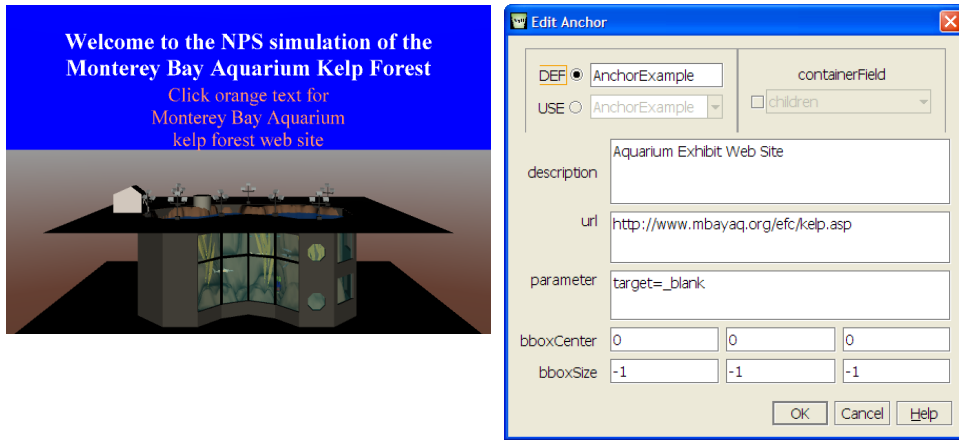 Welcome to the NPS simulation of the
Monterey Bay Aquarium Kelp Forest
Click orange text for
Monterey Bay Aquarium
kelp forest web site
Edit Anchor
DEF AnchorExample
containerField
USE AnchorExample
children
description Aquarium Exhibit Web Site
url http://www.mbayaq.org/efc/kelp.asp
parameter target=_blank
bboxCenter 0 0 0
bboxSize -1 -1 -1
OK Cancel Help